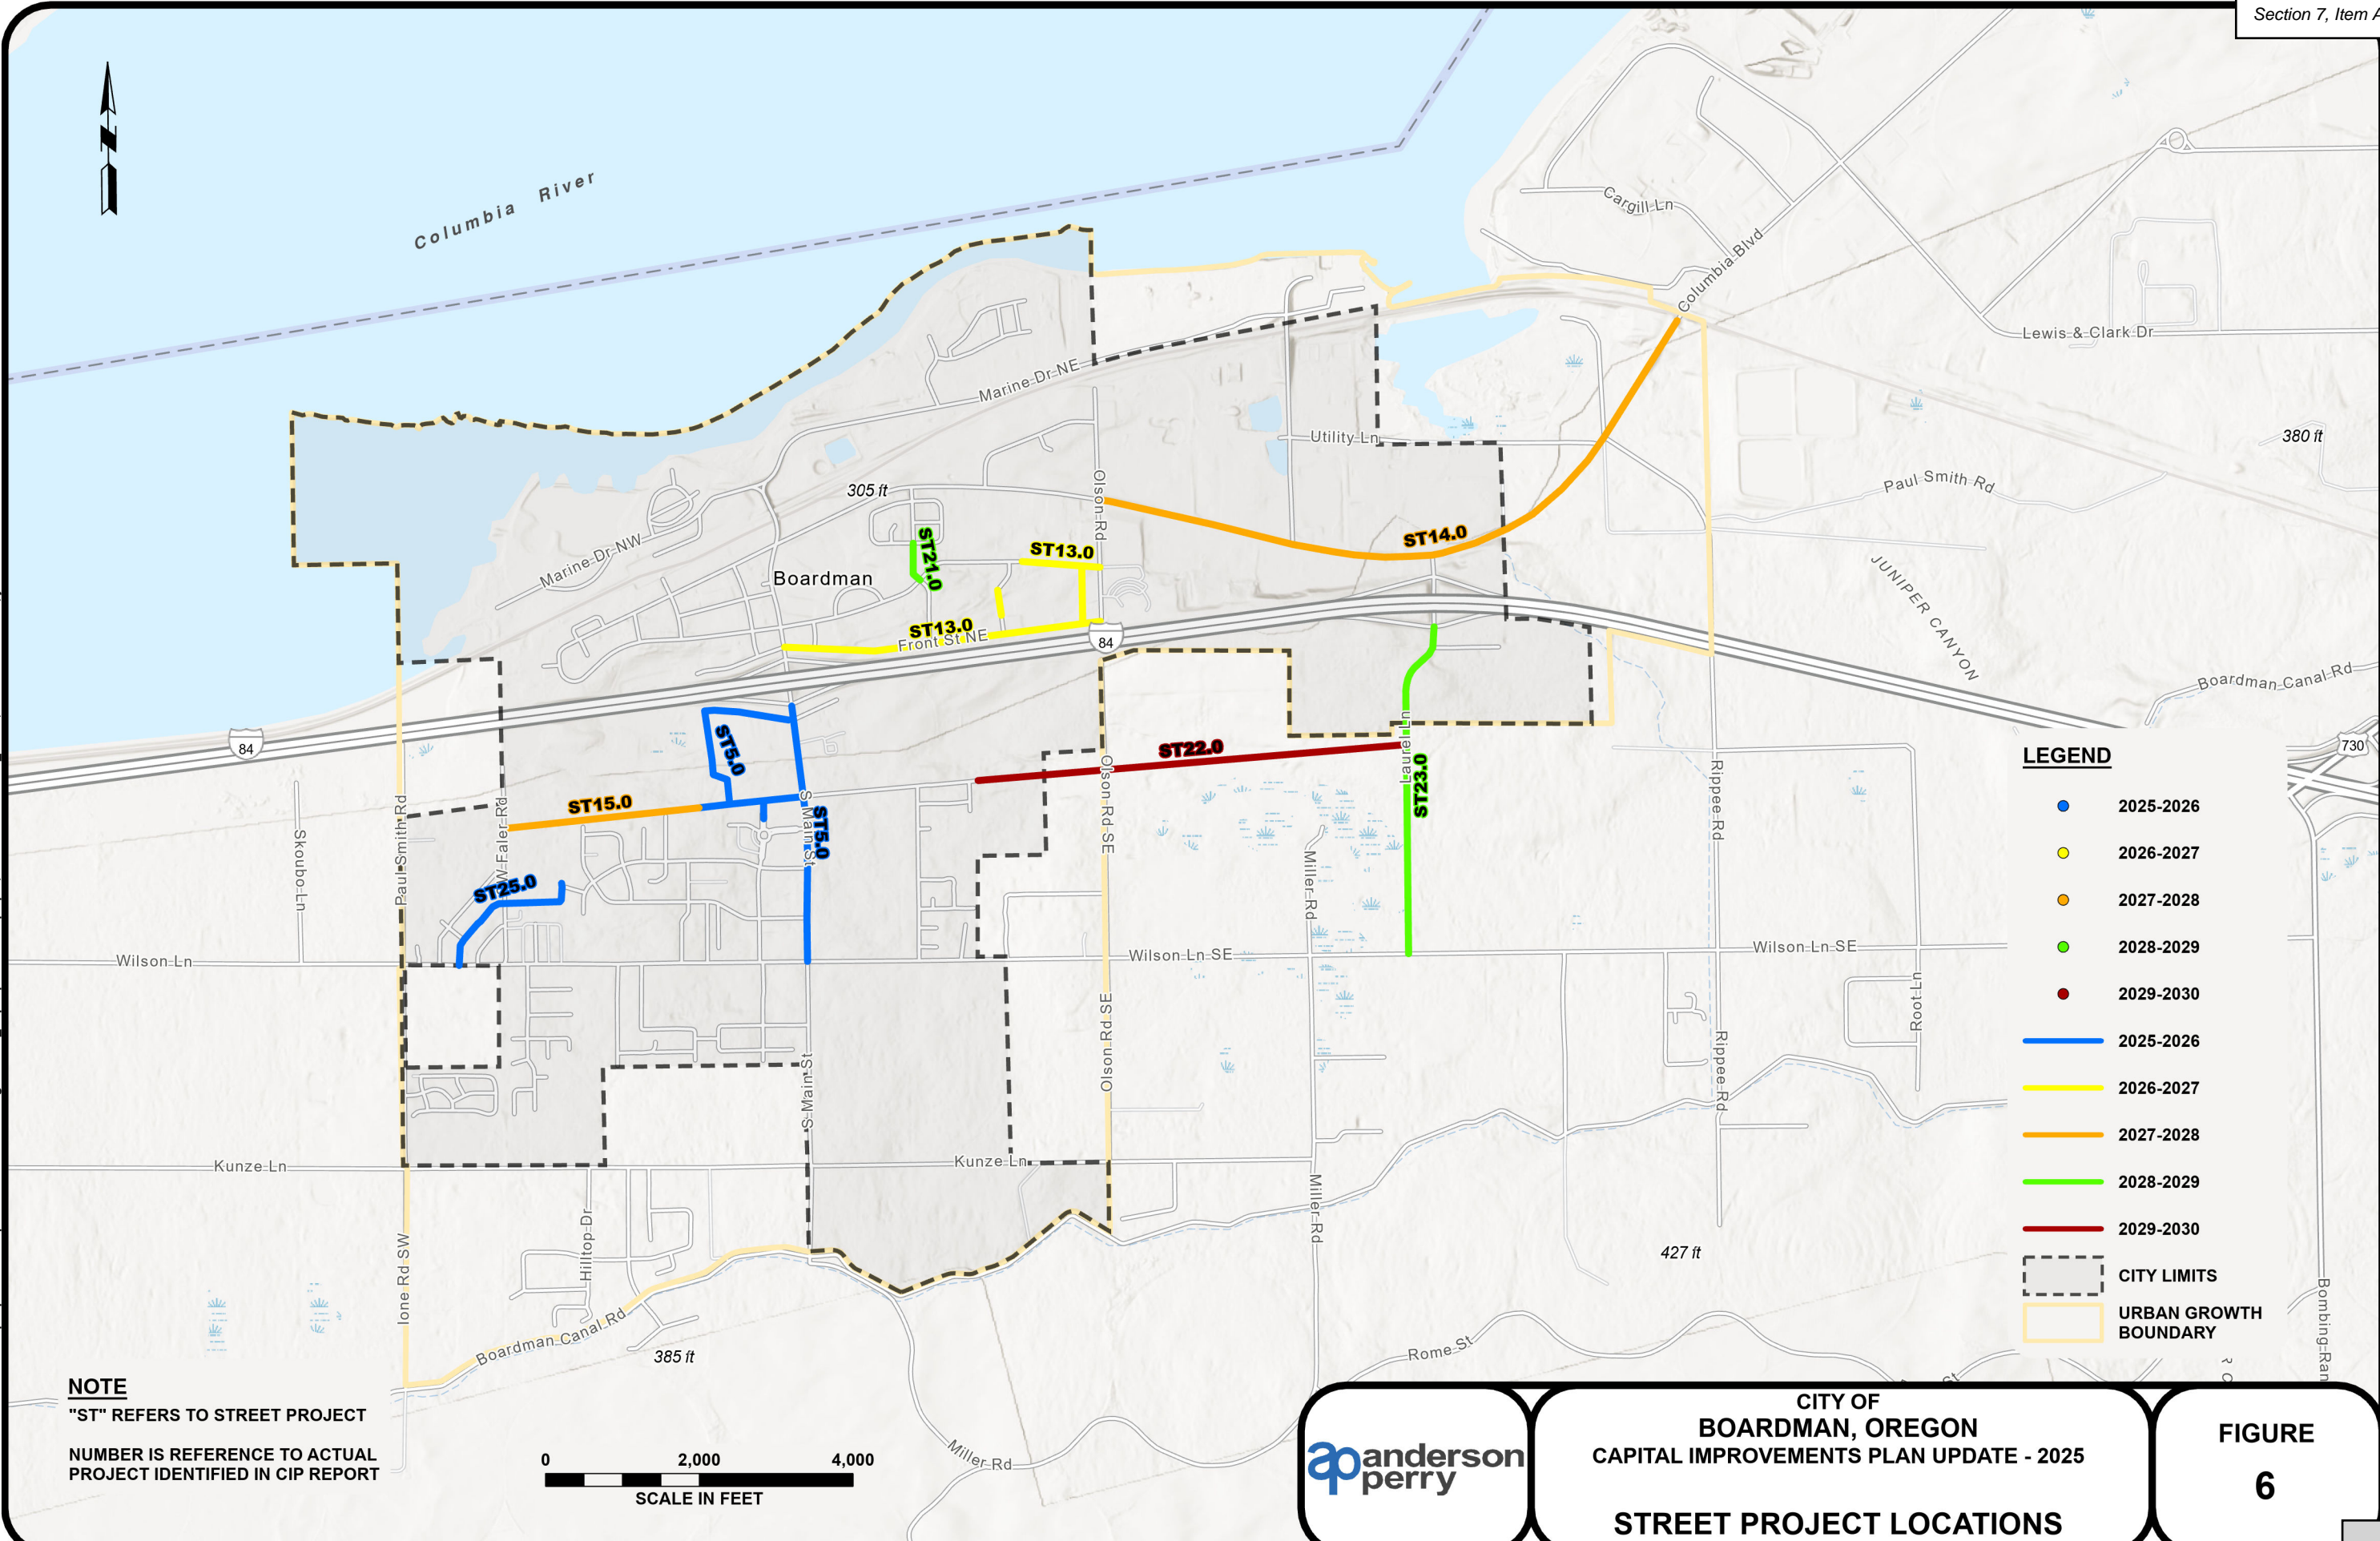 Section 7, Item A
N
Columbia River
Cargill Ln
Columbia Blvd
Lewis & Clark Dr
Marine Dr NE
Utility Ln
380 ft
Paul Smith Rd
305 ft
Olson Rd
ST14.0
ST21.0
ST13.0
Marine Dr NW
Boardman
JUNIPER CANYON
ST13.0
Front St NE
84
Boardman Canal Rd
84
730
ST5.0
ST22.0
Laurel Ln
ST23.0
ST15.0
S Main St
ST5.0
Olson Rd SE
Rippee Rd
Skoubo Ln
Paul Smith Rd
W Faler Rd
ST25.0
Miller Rd
Wilson Ln
Wilson Ln SE
Wilson Ln SE
Olson Rd SE
Root Ln
Rippee Rd
S Main St
Kunze Ln
Kunze Ln
Miller Rd
Ione Rd SW
Hilltop Dr
427 ft
Boardman Canal Rd
385 ft
Rome St
Miller Rd
St
Bombing Ran
LEGEND
2025-2026
2026-2027
2027-2028
2028-2029
2029-2030
2025-2026
2026-2027
2027-2028
2028-2029
2029-2030
CITY LIMITS
URBAN GROWTH
BOUNDARY
NOTE
"ST" REFERS TO STREET PROJECT
NUMBER IS REFERENCE TO ACTUAL
PROJECT IDENTIFIED IN CIP REPORT
0 2,000 4,000
SCALE IN FEET
ap anderson
perry
CITY OF
BOARDMAN, OREGON
CAPITAL IMPROVEMENTS PLAN UPDATE - 2025
STREET PROJECT LOCATIONS
FIGURE
6